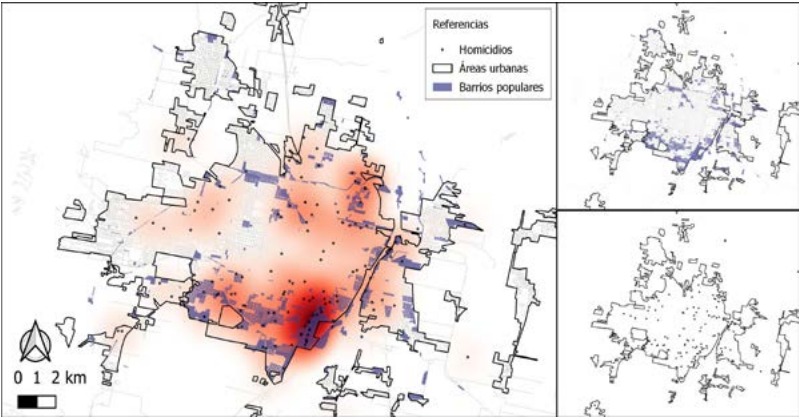 Referencias
Homicidios
Áreas urbanas
Barrios populares
0 1 2 km